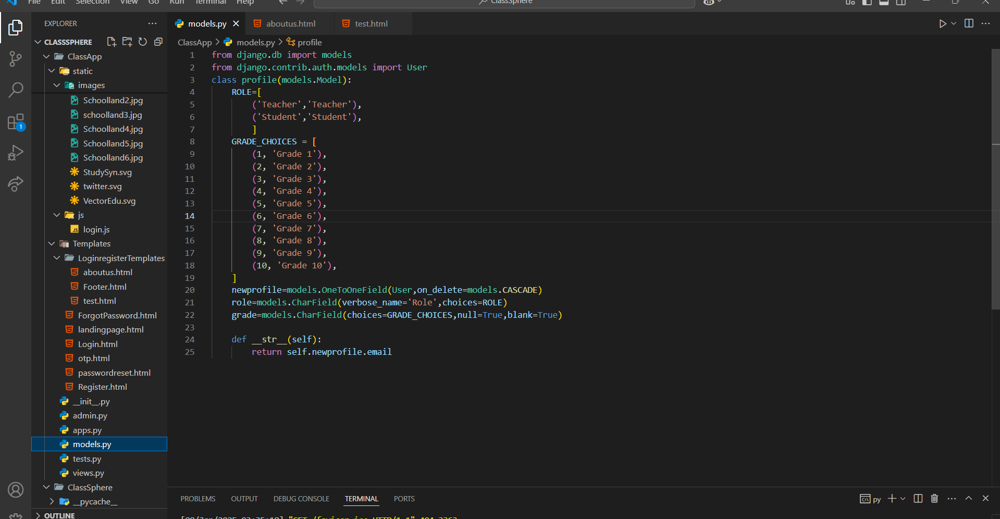 File Edit Selection View Go Run Terminal Help
ClassSphere
EXPLORER
CLASSSPHERE
ClassApp
static
images
Schoolland2.jpg
schoolland3.jpg
Schoolland4.jpg
Schoolland5.jpg
Schoolland6.jpg
StudySyn.svg
twitter.svg
VectorEdu.svg
js
login.js
Templates
LoginregisterTemplates
aboutus.html
Footer.html
test.html
ForgotPassword.html
landingpage.html
Login.html
otp.html
passwordreset.html
Register.html
__init__.py
admin.py
apps.py
models.py
tests.py
views.py
ClassSphere
__pycache__
OUTLINE
1
models.py aboutus.html test.html
ClassApp > models.py > profile
1 from django.db import models
2 from django.contrib.auth.models import User
3 class profile(models.Model):
4 ROLE=[
5 ('Teacher','Teacher'),
6 ('Student','Student'),
7 ]
8 GRADE_CHOICES = [
9 (1, 'Grade 1'),
10 (2, 'Grade 2'),
11 (3, 'Grade 3'),
12 (4, 'Grade 4'),
13 (5, 'Grade 5'),
14 (6, 'Grade 6'),
15 (7, 'Grade 7'),
16 (8, 'Grade 8'),
17 (9, 'Grade 9'),
18 (10, 'Grade 10'),
19 ]
20 newprofile=models.OneToOneField(User,on_delete=models.CASCADE)
21 role=models.CharField(verbose_name='Role',choices=ROLE)
22 grade=models.CharField(choices=GRADE_CHOICES,null=True,blank=True)
23
24 def __str__(self):
25 return self.newprofile.email
PROBLEMS OUTPUT DEBUG CONSOLE TERMINAL PORTS
py
"GET /favicon.ico HTTP/1.1" 404